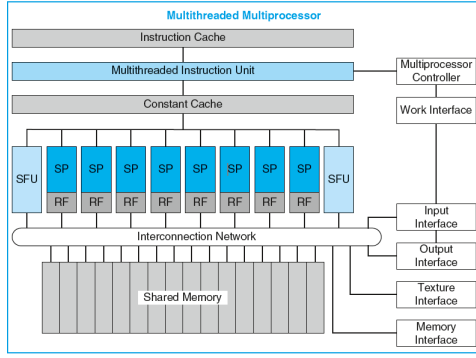 Multithreaded Multiprocessor
Instruction Cache
Multithreaded Instruction Unit
Multiprocessor
Controller
Constant Cache
Work Interface
SFU SP SP SP SP SP SP SP SP SFU
RF RF RF RF RF RF RF RF
Input
Interface
Interconnection Network
Output
Interface
Shared Memory
Texture
Interface
Memory
Interface